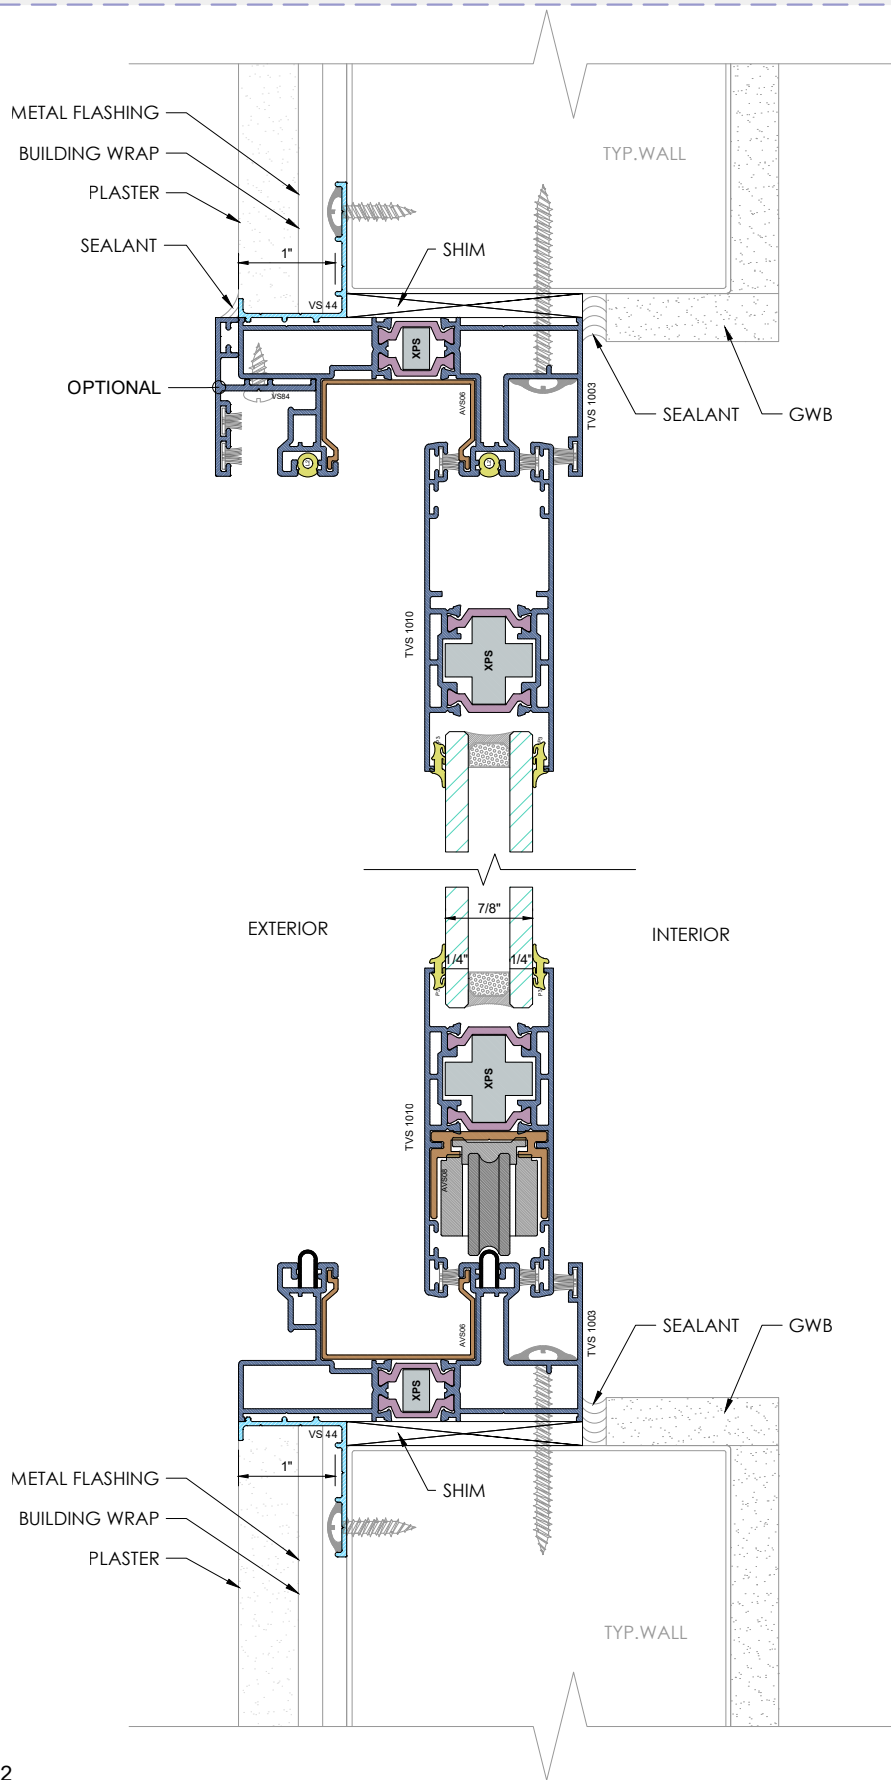 METAL FLASHING
BUILDING WRAP
TYP.WALL
PLASTER
SEALANT
1"
SHIM
VS 44
XPS
OPTIONAL
VS84
AVS06
TVS 1003
SEALANT
GWB
TVS 1010
XPS
7/8"
EXTERIOR
INTERIOR
1/4"
1/4"
XPS
TVS 1010
AVS08
AVS06
TVS 1003
SEALANT
GWB
XPS
VS 44
1"
METAL FLASHING
SHIM
BUILDING WRAP
PLASTER
TYP.WALL
2